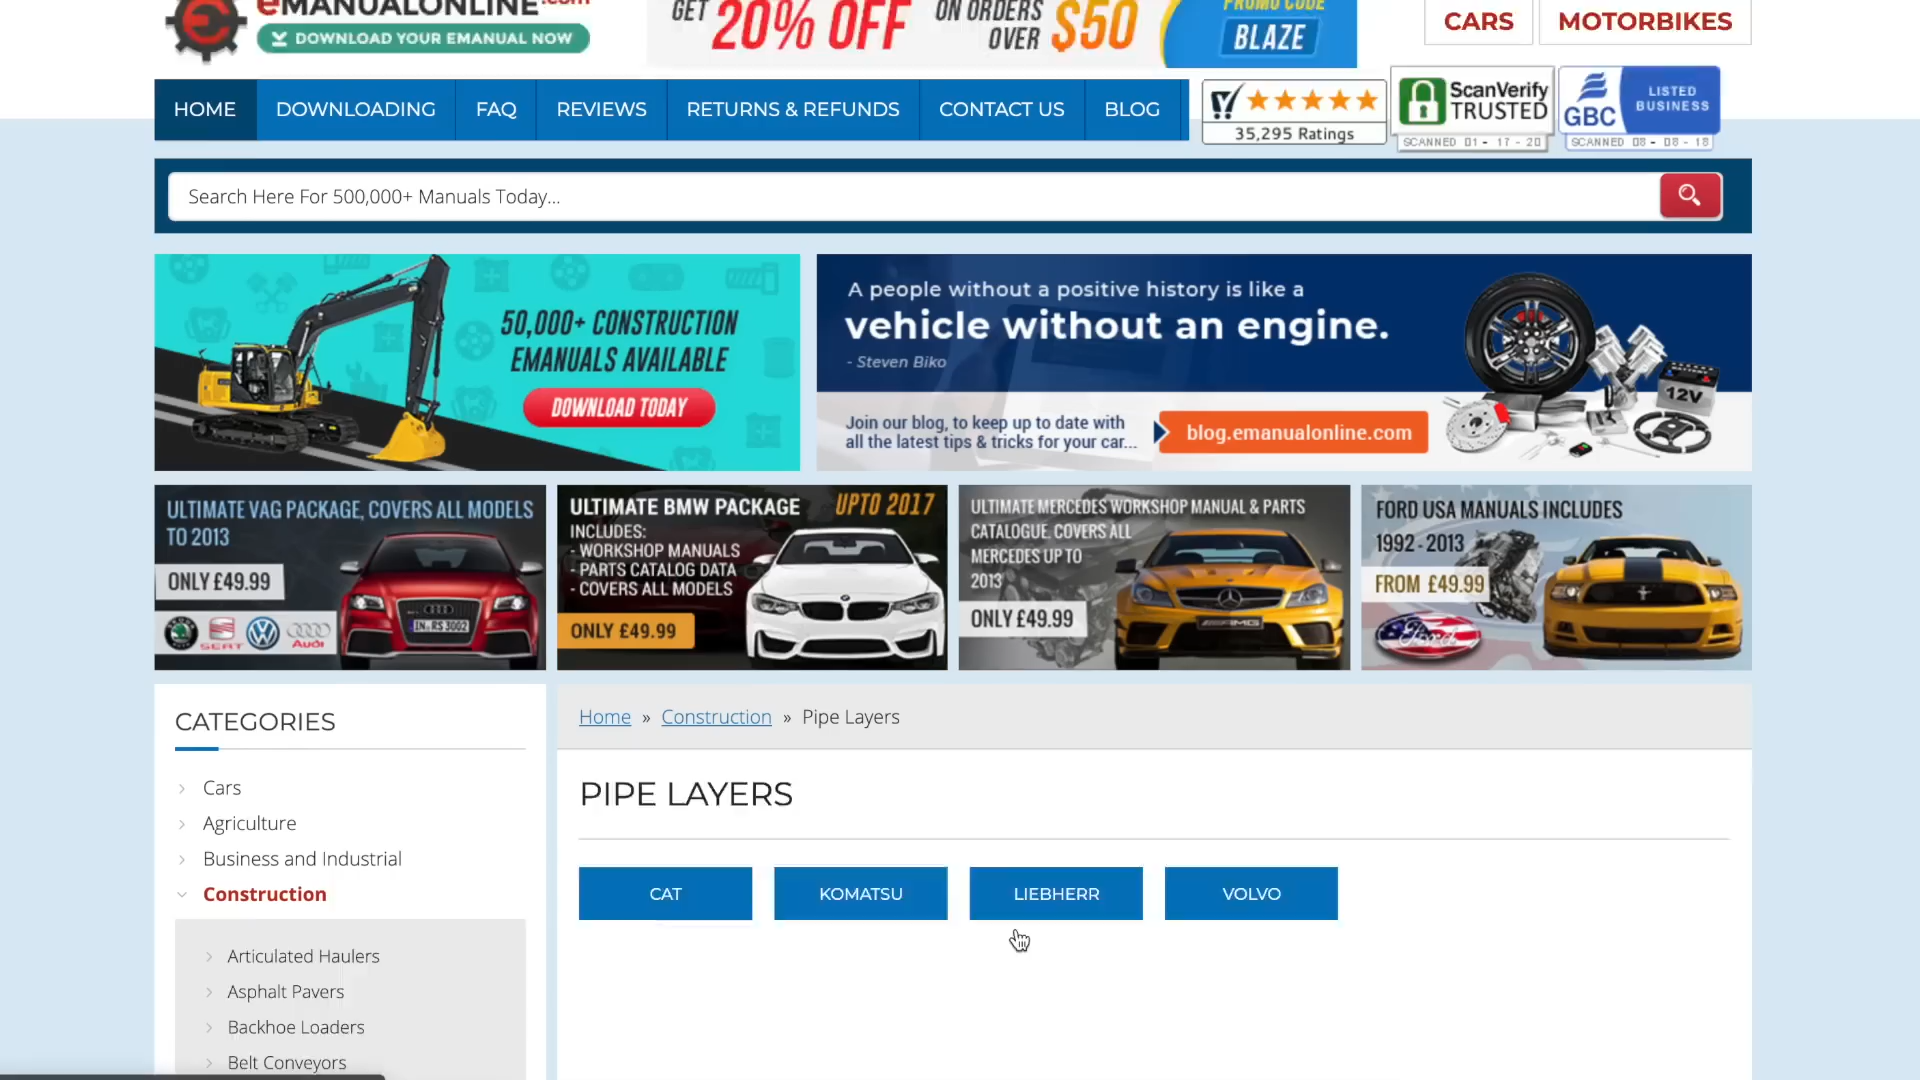 eMANUALONLINE.com
DOWNLOAD YOUR EMANUAL NOW
GET 20% OFF ON ORDERS OVER $50
PROMO CODE
BLAZE
CARS
MOTORBIKES
HOME
DOWNLOADING
FAQ
REVIEWS
RETURNS & REFUNDS
CONTACT US
BLOG
35,295 Ratings
ScanVerify
TRUSTED
SCANNED 01 - 17 - 20
GBC
LISTED
BUSINESS
SCANNED 08 - 08 - 18
Search Here For 500,000+ Manuals Today...
50,000+ CONSTRUCTION
EMANUALS AVAILABLE
DOWNLOAD TODAY
A people without a positive history is like a
vehicle without an engine.
- Steven Biko
Join our blog, to keep up to date with
all the latest tips & tricks for your car...
blog.emanualonline.com
12V
ULTIMATE VAG PACKAGE, COVERS ALL MODELS
TO 2013
ONLY £49.99
SEAT
Audi
IN RS 3002
ULTIMATE BMW PACKAGE UPTO 2017
INCLUDES:
- WORKSHOP MANUALS
- PARTS CATALOG DATA
- COVERS ALL MODELS
ONLY £49.99
ULTIMATE MERCEDES WORKSHOP MANUAL & PARTS
CATALOGUE. COVERS ALL
MERCEDES UP TO
2013
ONLY £49.99
AMG
FORD USA MANUALS INCLUDES
1992-2013
FROM £49.99
Ford
CATEGORIES
Cars
Agriculture
Business and Industrial
Construction
Articulated Haulers
Asphalt Pavers
Backhoe Loaders
Belt Conveyors
Home » Construction » Pipe Layers
PIPE LAYERS
CAT
KOMATSU
LIEBHERR
VOLVO